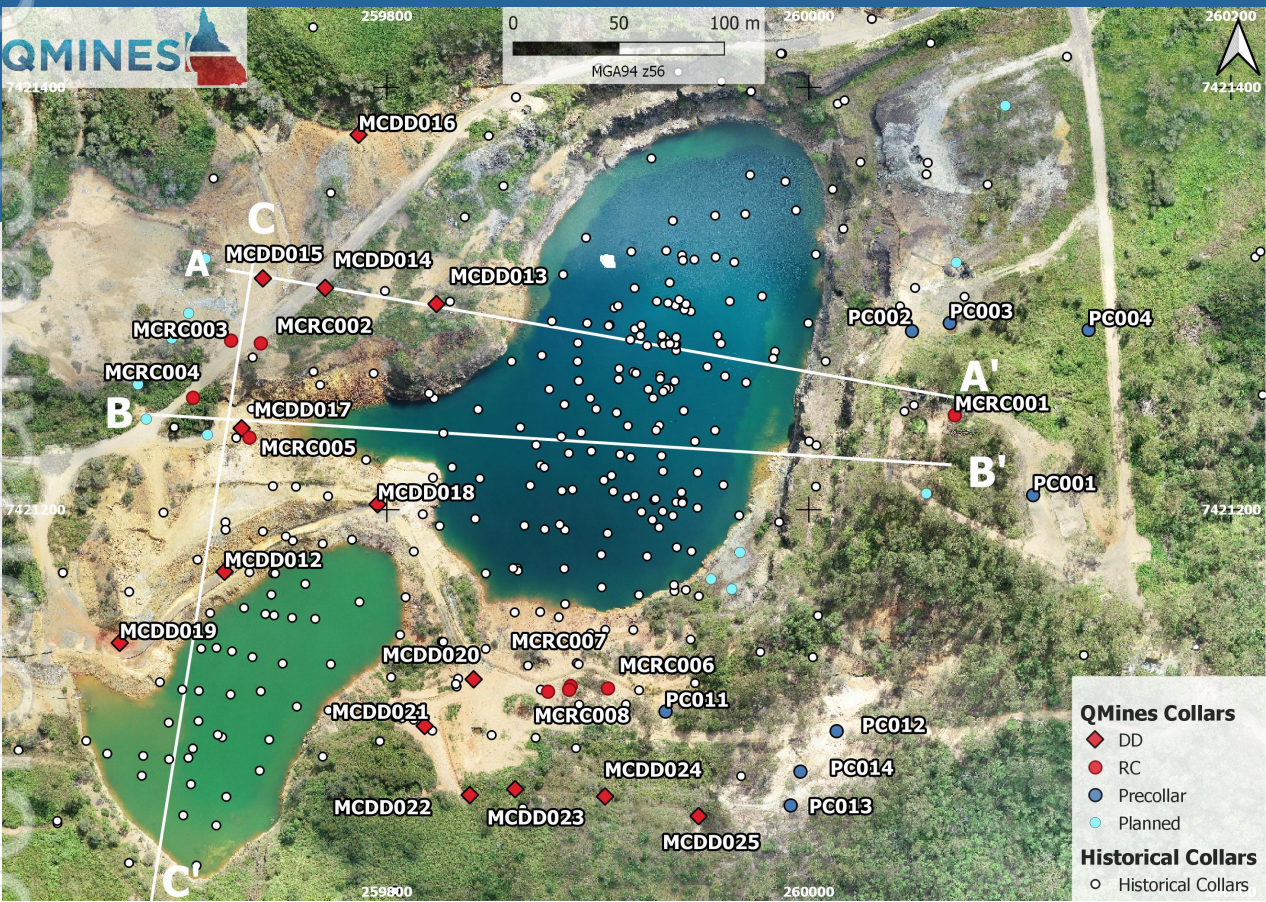 259800
260000
260200
0 50 100 m
MGA94 z56
QMINES
7421400
7421400
MCDD016
C
A
MCDD015
MCDD014
MCDD013
MCRC003
MCRC002
PC002
PC003
PC004
MCRC004
A'
MCRC001
B
MCDD017
MCRC005
B'
PC001
MCDD018
7421200
7421200
MCDD012
MCDD019
MCRC007
MCDD020
MCRC006
PC011
MCDD021
MCRC008
PC012
MCDD024
PC014
MCDD022
MCDD023
PC013
MCDD025
C'
259800
260000
QMines Collars
DD
RC
Precollar
Planned
Historical Collars
Historical Collars